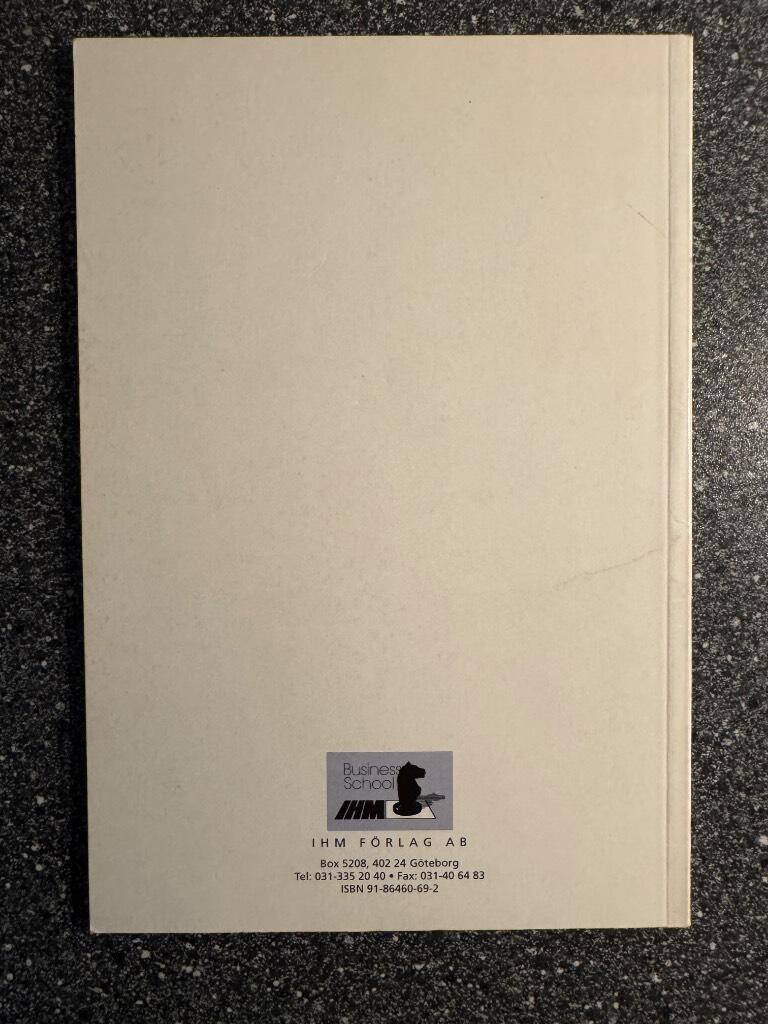 Business
School
IHM
IHM FÖRLAG AB
Box 5208, 402 24 Göteborg
Tel: 031-335 20 40 • Fax: 031-40 64 83
ISBN 91-86460-69-2